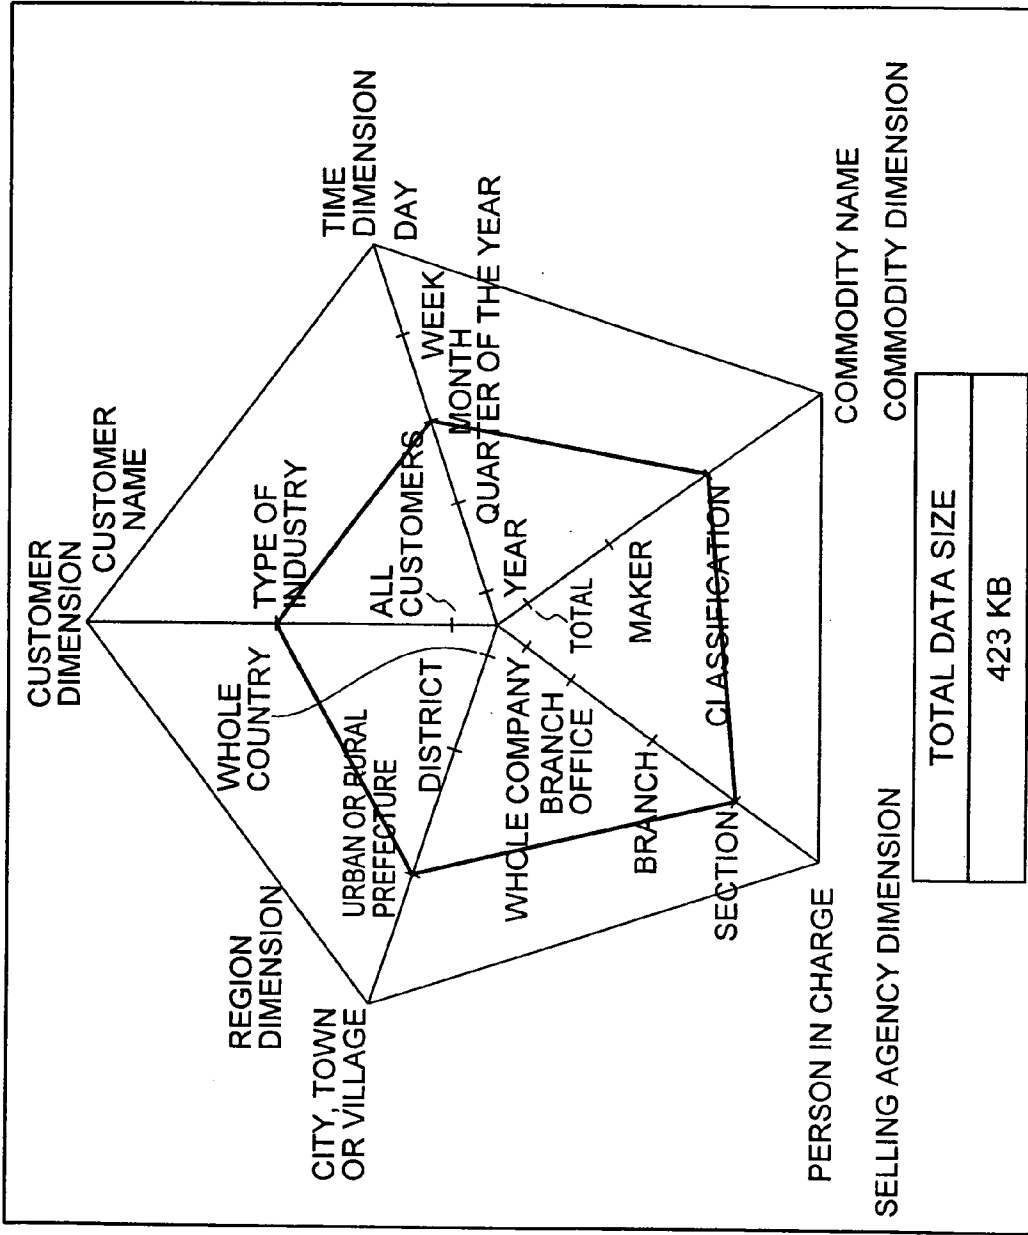 CUSTOMER
DIMENSION
CUSTOMER
NAME
TYPE OF
INDUSTRY
ALL
CUSTOMERS
TIME
DIMENSION
DAY
WEEK
MONTH
QUARTER OF THE YEAR
YEAR
REGION
DIMENSION
CITY, TOWN
OR VILLAGE
URBAN OR RURAL
PREFECTURE
DISTRICT
WHOLE
COUNTRY
WHOLE COMPANY
BRANCH
OFFICE
BRANCH
SECTION
PERSON IN CHARGE
SELLING AGENCY DIMENSION
TOTAL
MAKER
CLASSIFICATION
COMMODITY NAME
COMMODITY DIMENSION
TOTAL DATA SIZE
423 KB